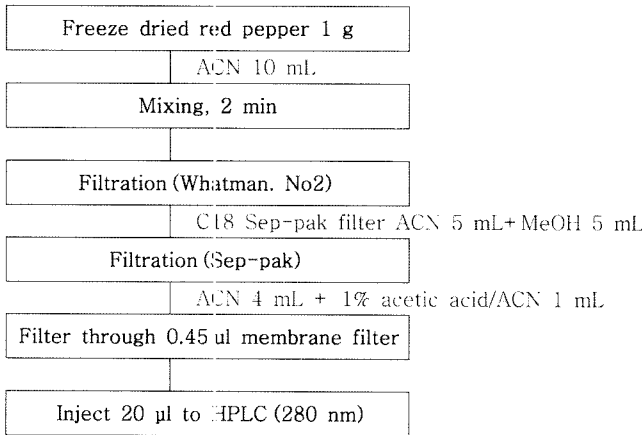 Freeze dried red pepper 1 g
ACN 10 mL
Mixing, 2 min
Filtration (Whatman. No2)
C18 Sep-pak filter ACN 5 mL+MeOH 5 mL
Filtration (Sep-pak)
ACN 4 mL + 1% acetic acid/ACN 1 mL
Filter through 0.45 ul membrane filter
Inject 20 µl to HPLC (280 nm)